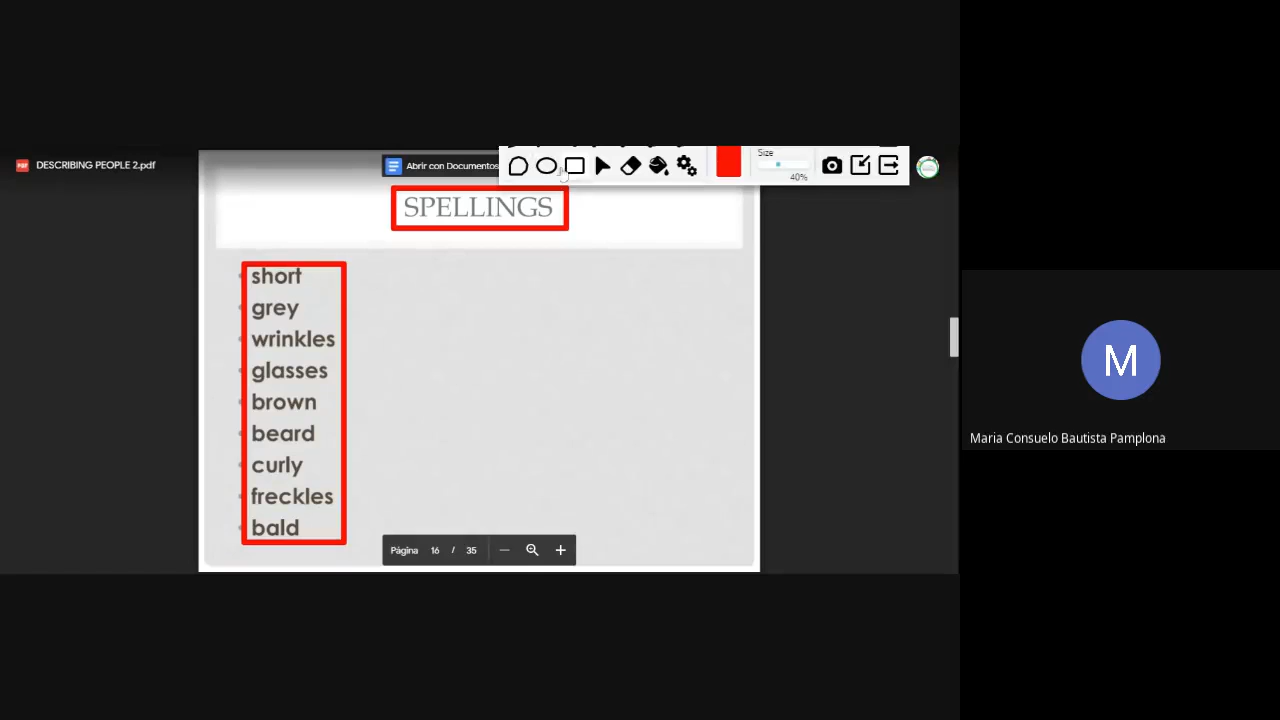 DESCRIBING PEOPLE 2.pdf
Abrir con Documentos
Size
40%
SPELLINGS
short
grey
wrinkles
glasses
brown
beard
curly
freckles
bald
Página 16 / 35
M
Maria Consuelo Bautista Pamplona